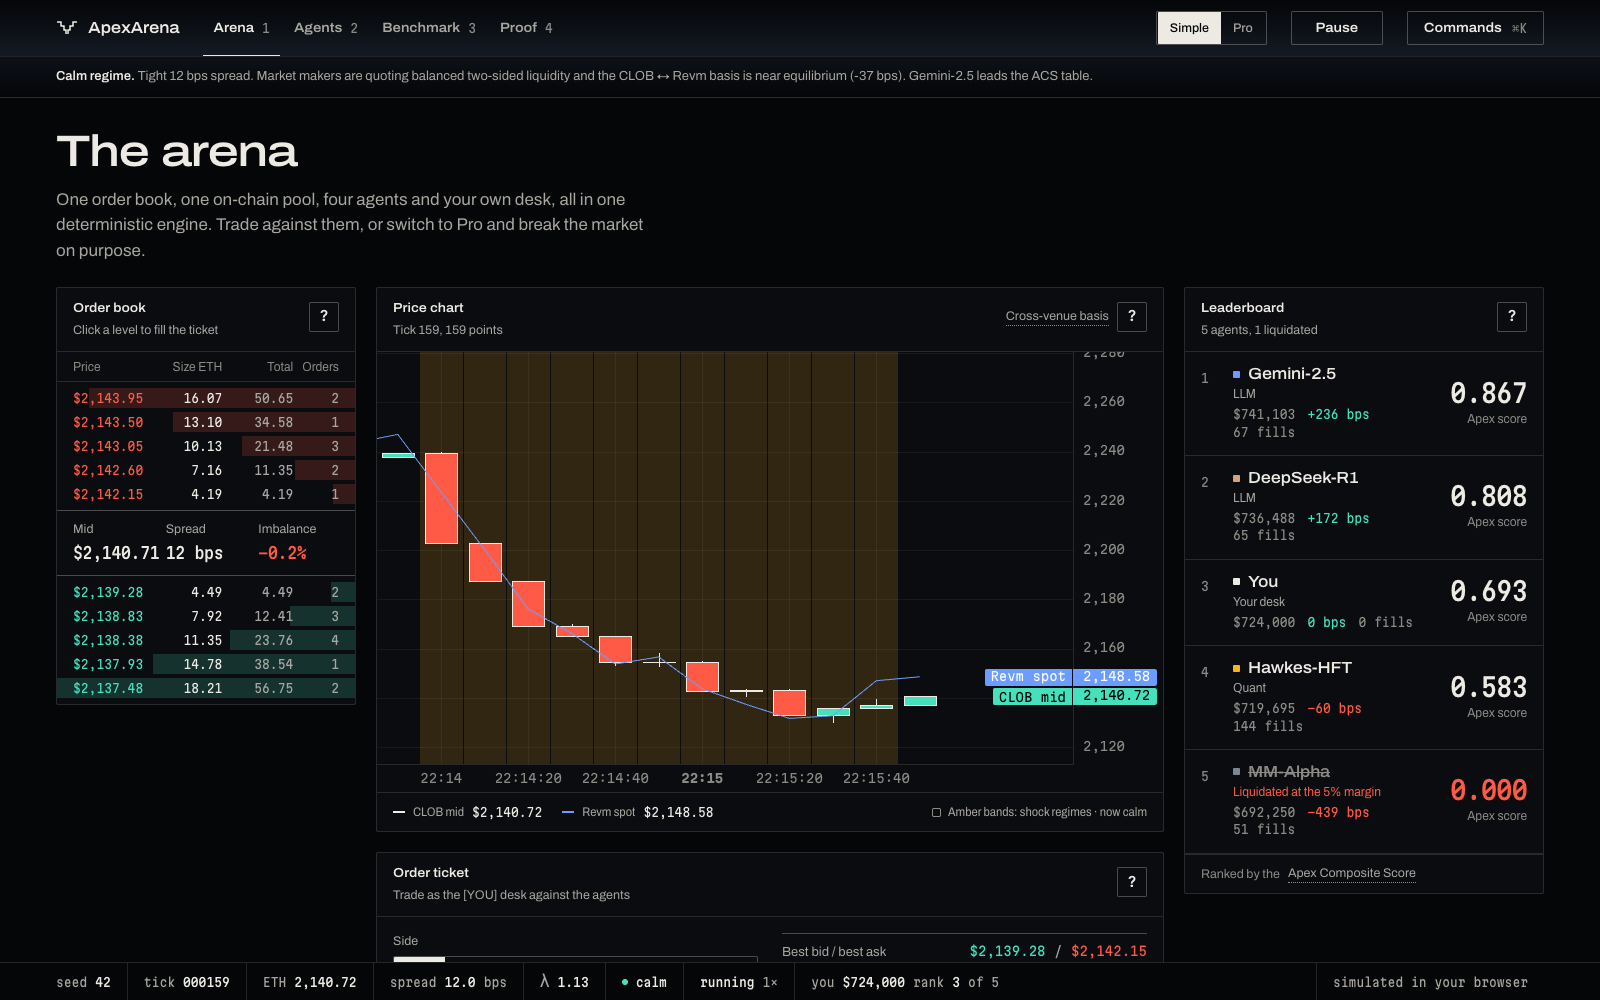 ApexArena
Arena 1
Agents 2
Benchmark 3
Proof 4
Simple
Pro
Pause
Commands ⌘K
Calm regime. Tight 12 bps spread. Market makers are quoting balanced two-sided liquidity and the CLOB ↔ Revm basis is near equilibrium (-37 bps). Gemini-2.5 leads the ACS table.
The arena
One order book, one on-chain pool, four agents and your own desk, all in one
deterministic engine. Trade against them, or switch to Pro and break the market
on purpose.
Order book
Click a level to fill the ticket
?
Price Size ETH Total Orders
$2,143.95 16.07 50.65 2
$2,143.50 13.10 34.58 1
$2,143.05 10.13 21.48 3
$2,142.60 7.16 11.35 2
$2,142.15 4.19 4.19 1
Mid Spread Imbalance
$2,140.71 12 bps −0.2%
$2,139.28 4.49 4.49 2
$2,138.83 7.92 12.41 3
$2,138.38 11.35 23.76 4
$2,137.93 14.78 38.54 1
$2,137.48 18.21 56.75 2
Price chart
Tick 159, 159 points
Cross-venue basis
?
2,280
2,260
2,240
2,220
2,200
2,180
2,160
Revm spot 2,148.58
CLOB mid 2,140.72
2,120
22:14 22:14:20 22:14:40 22:15 22:15:20 22:15:40
CLOB mid $2,140.72
Revm spot $2,148.58
Amber bands: shock regimes · now calm
Order ticket
Trade as the [YOU] desk against the agents
?
Side
Best bid / best ask $2,139.28 / $2,142.15
Leaderboard
5 agents, 1 liquidated
?
1 Gemini-2.5
LLM
$741,103 +236 bps
67 fills
0.867
Apex score
2 DeepSeek-R1
LLM
$736,488 +172 bps
65 fills
0.808
Apex score
3 You
Your desk
$724,000 0 bps 0 fills
0.693
Apex score
4 Hawkes-HFT
Quant
$719,695 −60 bps
144 fills
0.583
Apex score
5 MM-Alpha
Liquidated at the 5% margin
$692,250 −439 bps
51 fills
0.000
Apex score
Ranked by the Apex Composite Score
seed 42
tick 000159
ETH 2,140.72
spread 12.0 bps
λ 1.13
calm
running 1×
you $724,000 rank 3 of 5
simulated in your browser